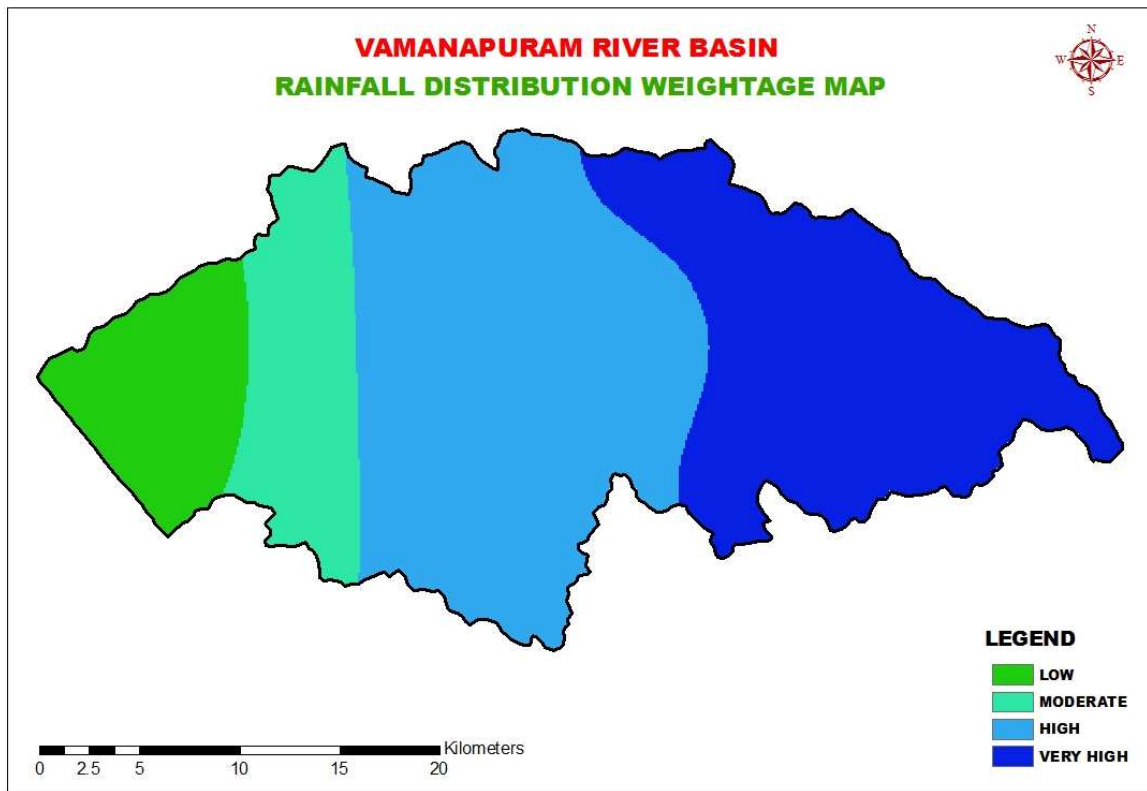 VAMANAPURAM RIVER BASIN
RAINFALL DISTRIBUTION WEIGHTAGE MAP
N
W E
S
LEGEND
LOW
MODERATE
HIGH
VERY HIGH
Kilometers
0 2.5 5 10 15 20